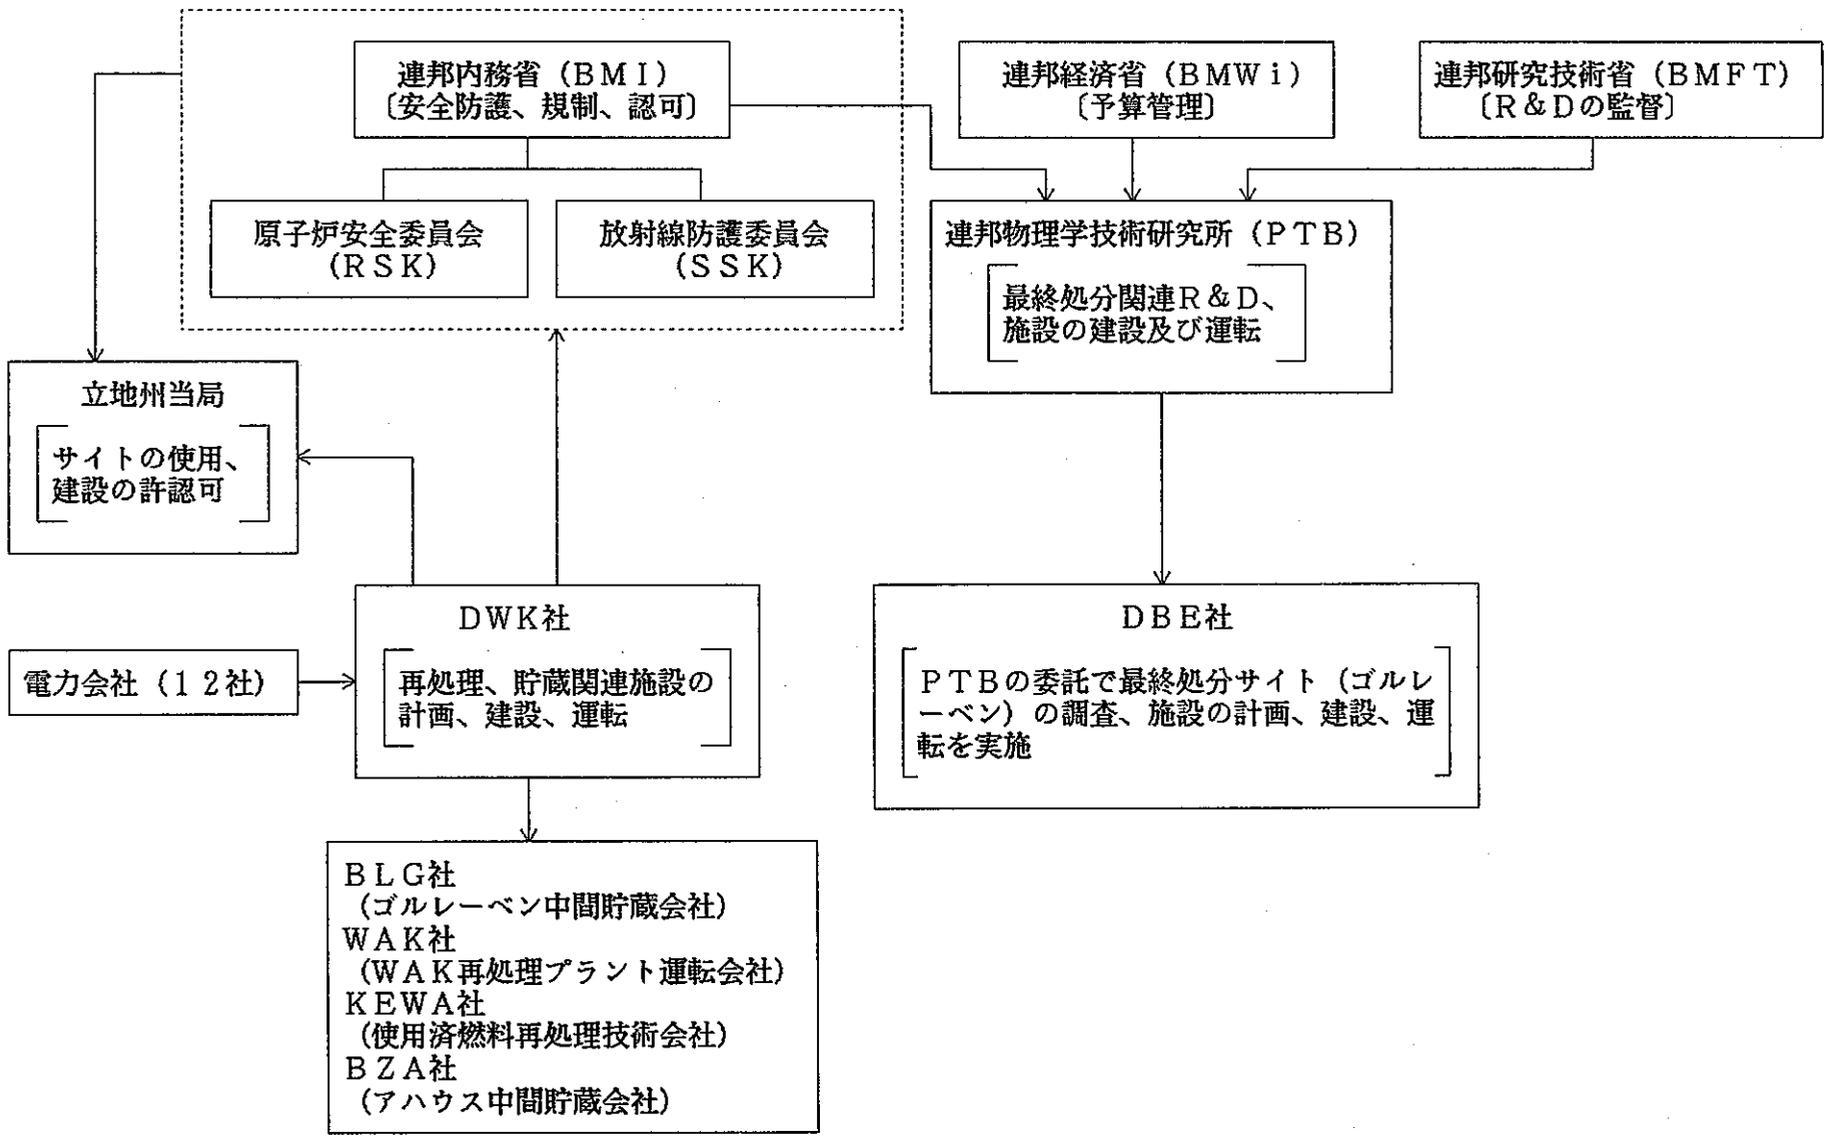 連邦内務省（ＢＭＩ）
〔安全防護、規制、認可〕
連邦経済省（ＢＭＷｉ）
〔予算管理〕
連邦研究技術省（ＢＭＦＴ）
〔Ｒ＆Ｄの監督〕
原子炉安全委員会
（ＲＳＫ）
放射線防護委員会
（ＳＳＫ）
連邦物理学技術研究所（ＰＴＢ）
最終処分関連Ｒ＆Ｄ、
施設の建設及び運転
立地州当局
サイトの使用、
建設の許認可
電力会社（１２社）
ＤＷＫ社
再処理、貯蔵関連施設の
計画、建設、運転
ＤＢＥ社
ＰＴＢの委託で最終処分サイト（ゴルレ
ーベン）の調査、施設の計画、建設、運
転を実施
ＢＬＧ社
（ゴルレーベン中間貯蔵会社）
ＷＡＫ社
（ＷＡＫ再処理プラント運転会社）
ＫＥＷＡ社
（使用済燃料再処理技術会社）
ＢＺＡ社
（アハウス中間貯蔵会社）